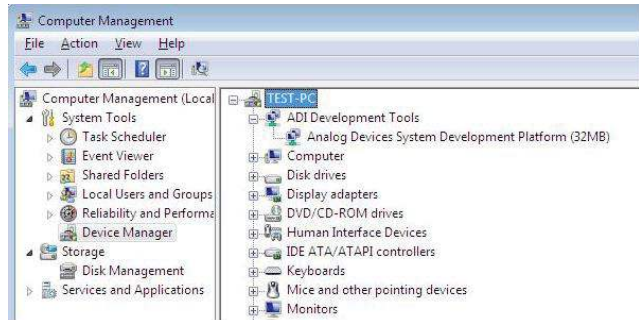 Computer Management
File Action View Help
Computer Management (Local
System Tools
Task Scheduler
Event Viewer
Shared Folders
Local Users and Groups
Reliability and Performa
Device Manager
Storage
Disk Management
Services and Applications
TEST-PC
ADI Development Tools
Analog Devices System Development Platform (32MB)
Computer
Disk drives
Display adapters
DVD/CD-ROM drives
Human Interface Devices
IDE ATA/ATAPI controllers
Keyboards
Mice and other pointing devices
Monitors